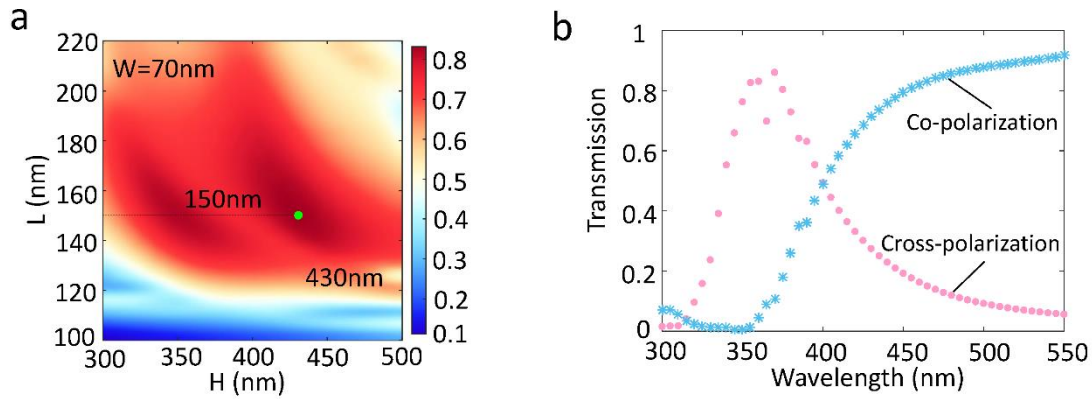 a
W=70nm
150nm
430nm
220
200
180
160
140
120
100
L (nm)
300
350
400
450
500
H (nm)
0.8
0.7
0.6
0.5
0.4
0.3
0.2
0.1
b
1
0.8
0.6
0.4
0.2
0
Transmission
Co-polarization
Cross-polarization
300
350
400
450
500
550
Wavelength (nm)